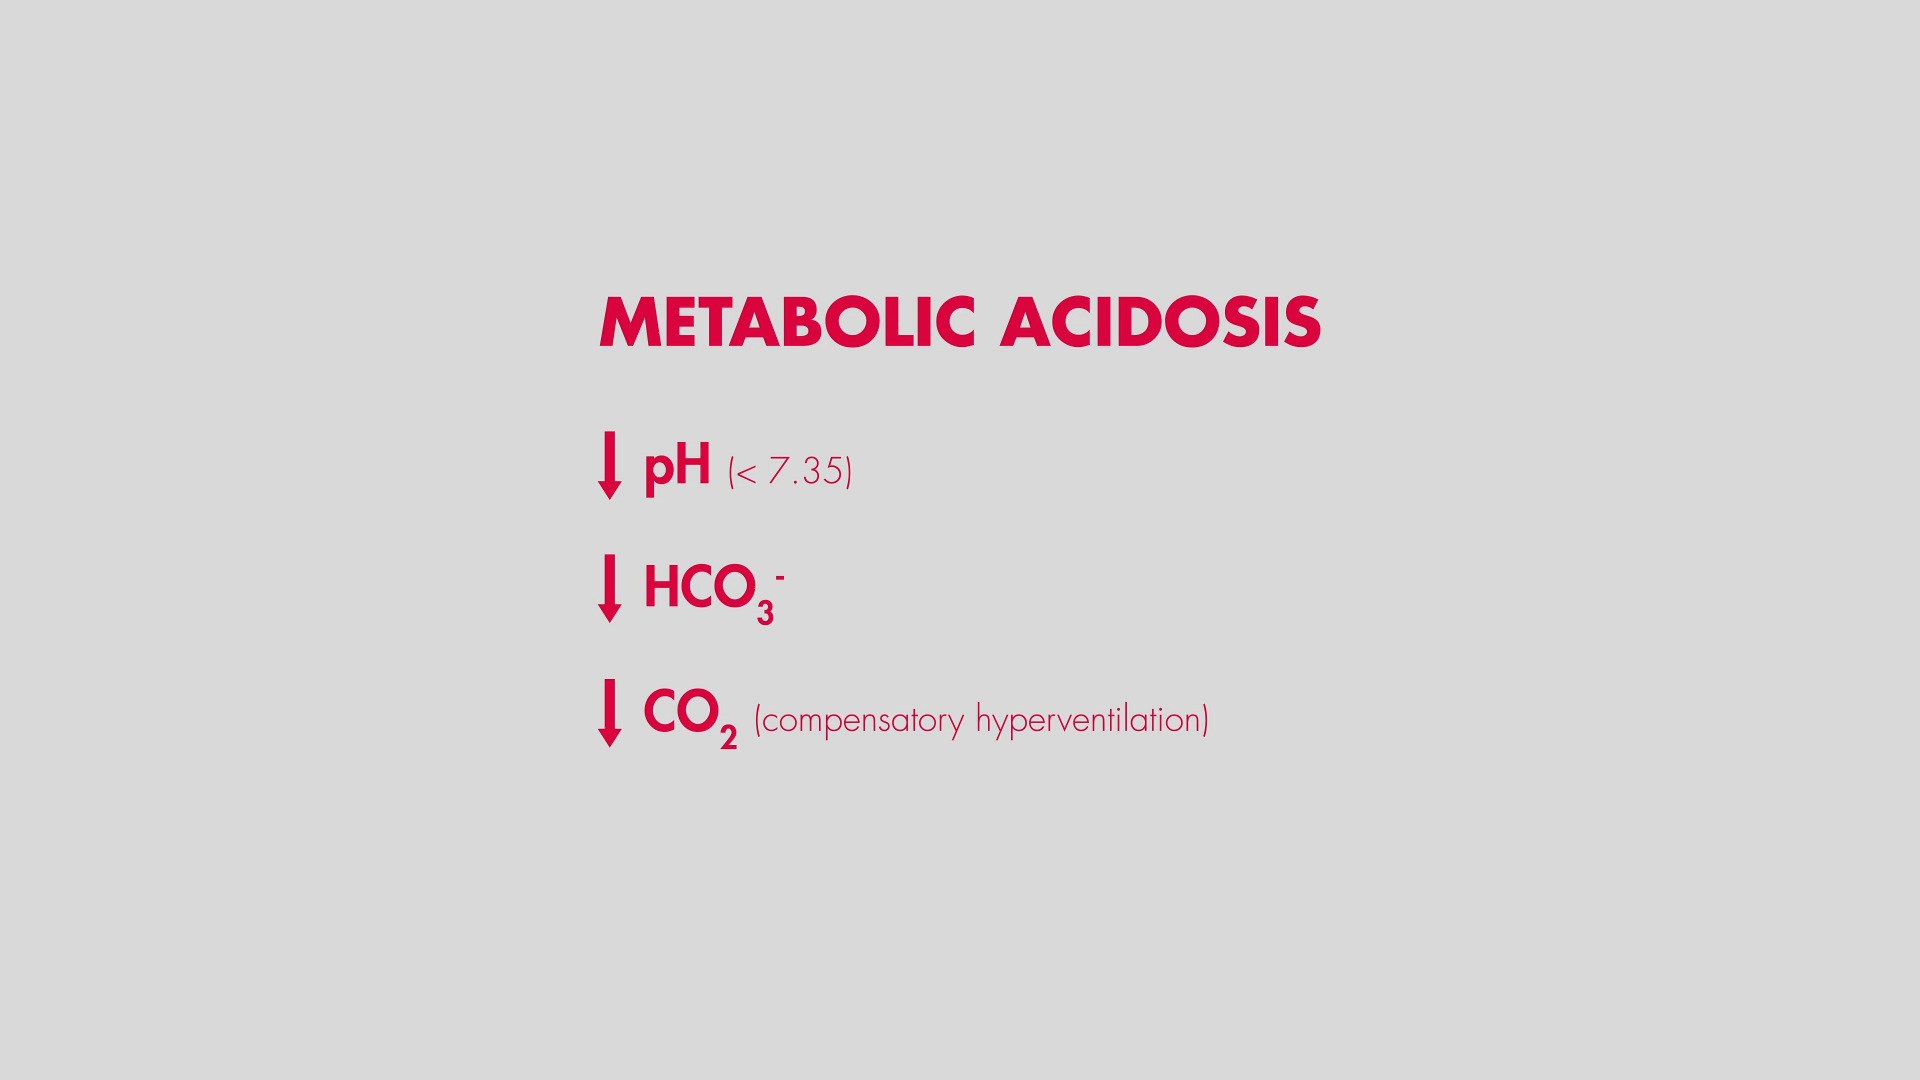 METABOLIC ACIDOSIS
↓ pH (< 7.35)
↓ HCO₃⁻
↓ CO₂ (compensatory hyperventilation)